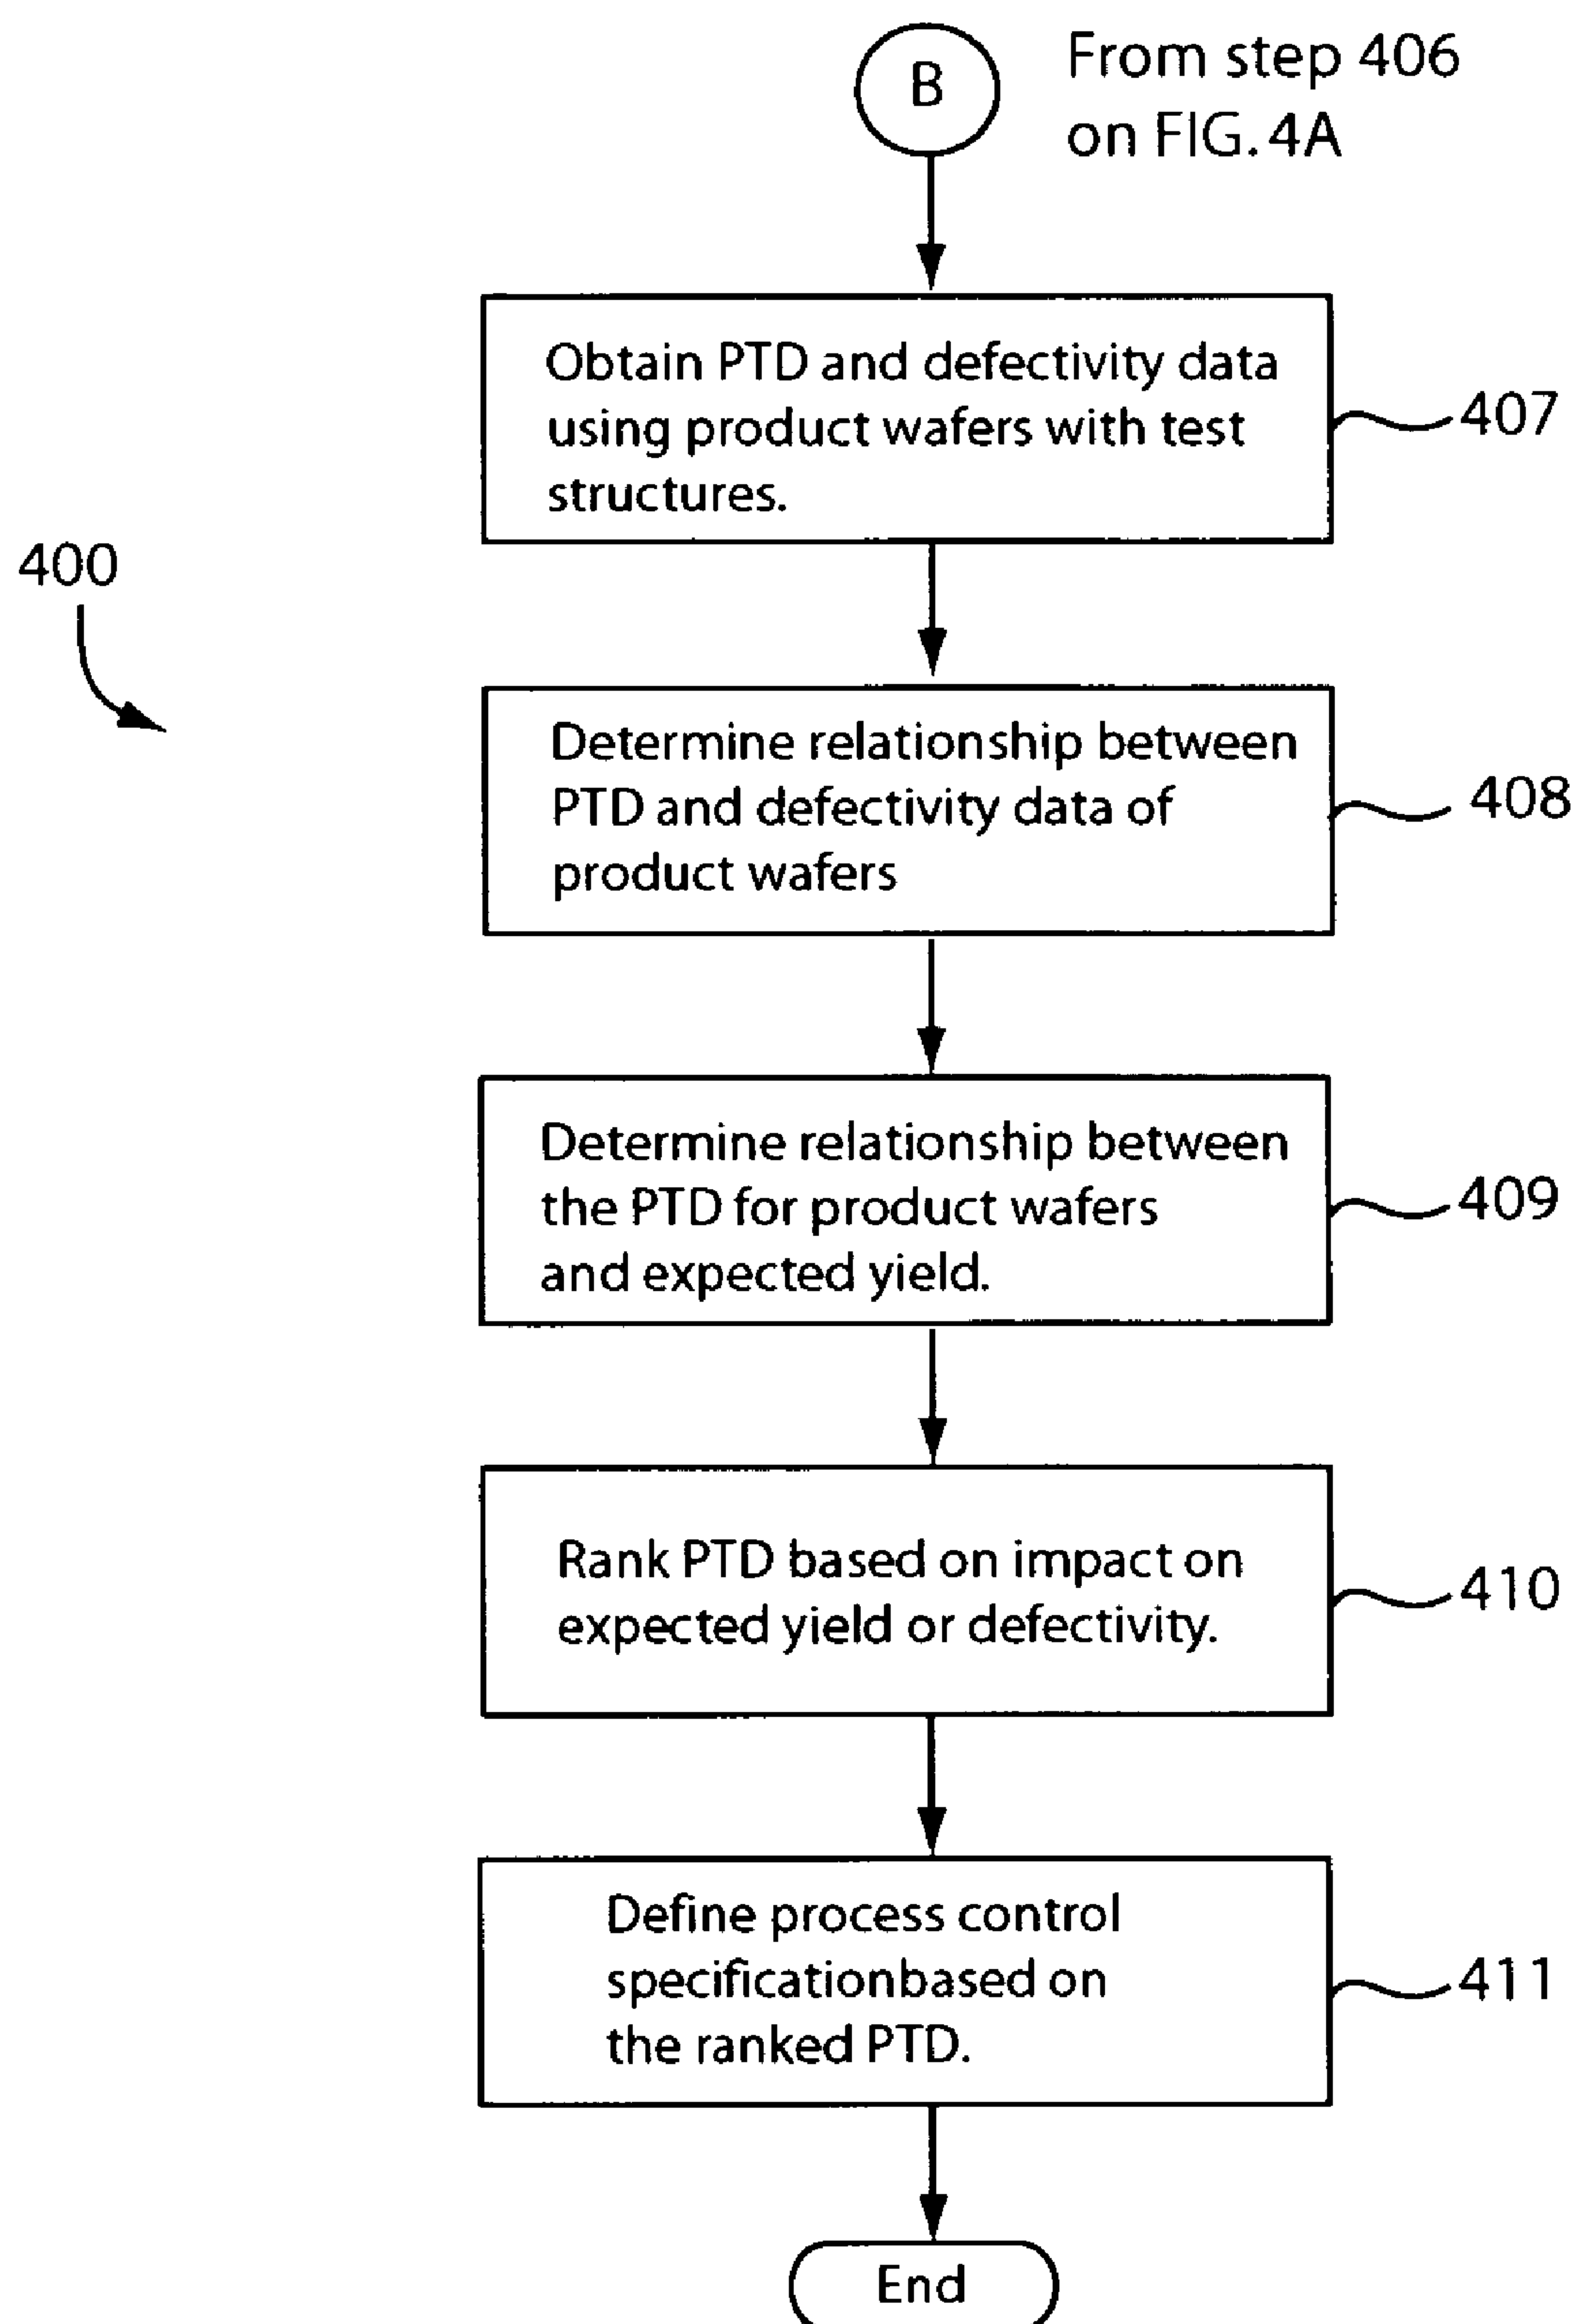 B
From step 406
on FIG. 4A
Obtain PTD and defectivity data
using product wafers with test
structures.
407
400
Determine relationship between
PTD and defectivity data of
product wafers
408
Determine relationship between
the PTD for product wafers
and expected yield.
409
Rank PTD based on impact on
expected yield or defectivity.
410
Define process control
specificationbased on
the ranked PTD.
411
End